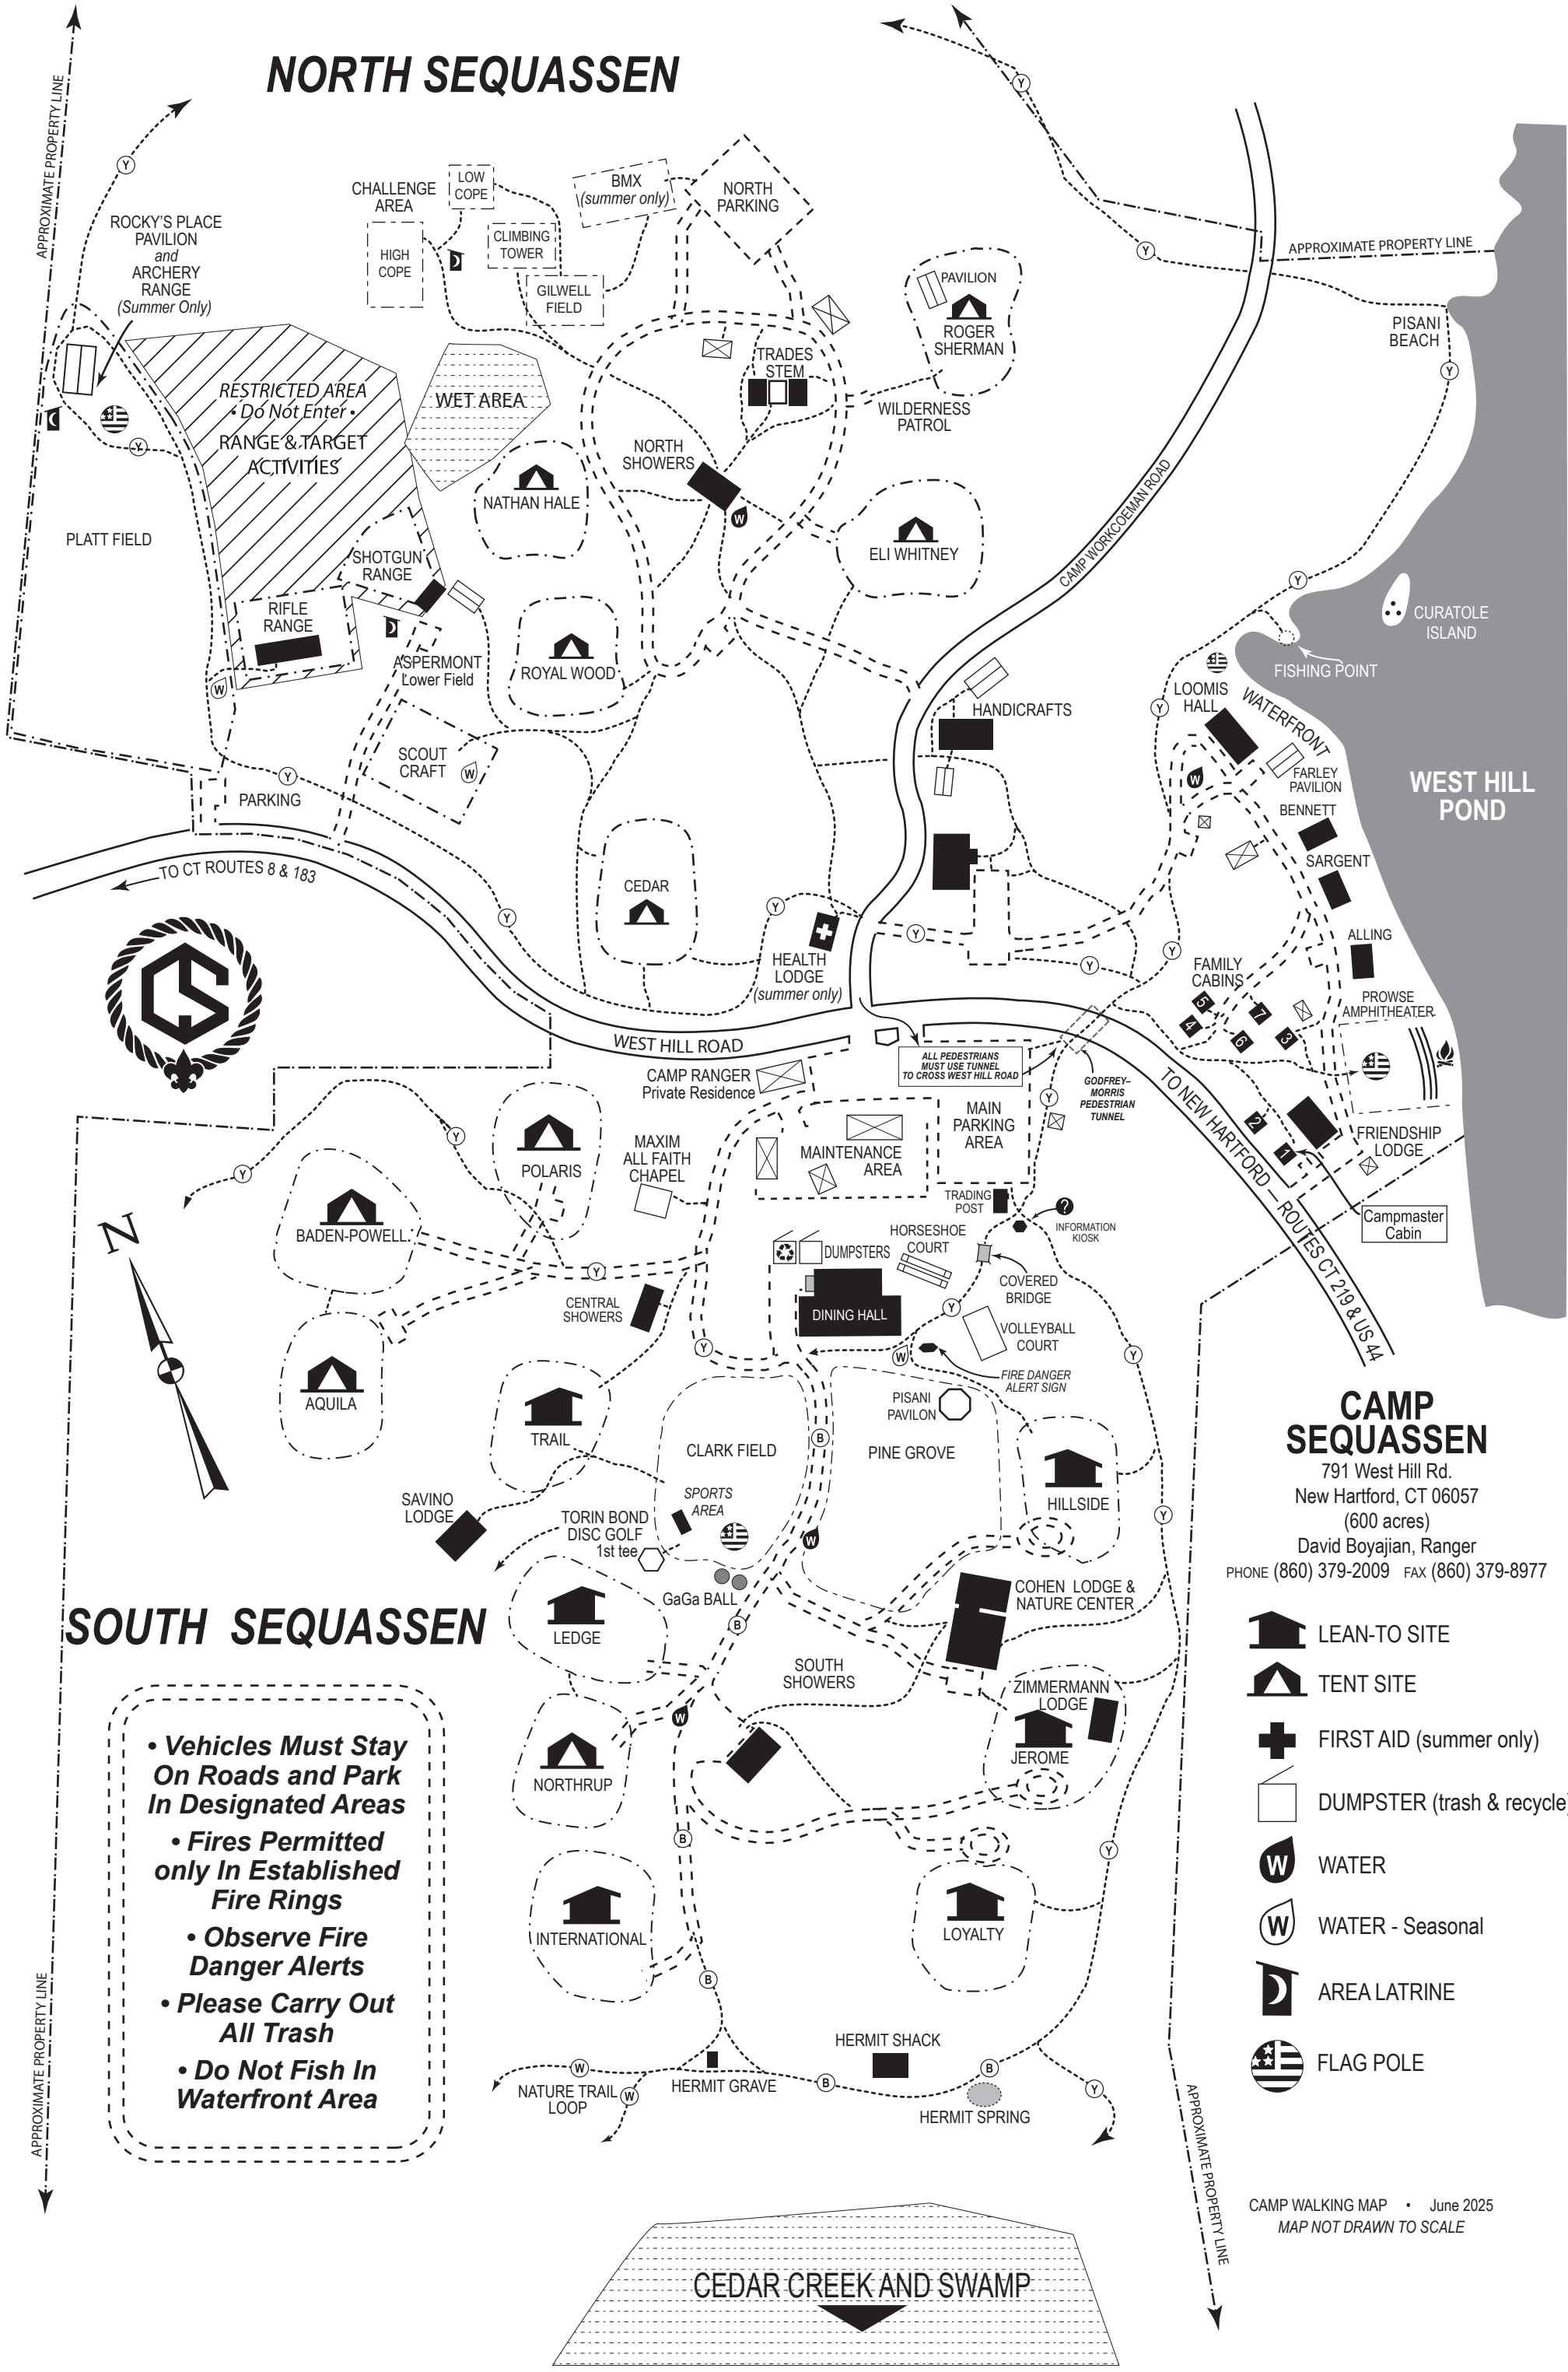 NORTH SEQUASSEN
APPROXIMATE PROPERTY LINE
Y
Y
Y
APPROXIMATE PROPERTY LINE
ROCKY'S PLACE
PAVILION
and
ARCHERY
RANGE
(Summer Only)
CHALLENGE
AREA
LOW
COPE
HIGH
COPE
CLIMBING
TOWER
GILWELL
FIELD
BMX
(summer only)
NORTH
PARKING
PAVILION
ROGER
SHERMAN
TRADES
STEM
WILDERNESS
PATROL
PISANI
BEACH
Y
RESTRICTED AREA
• Do Not Enter •
RANGE & TARGET
ACTIVITIES
WET AREA
Y
PLATT FIELD
NATHAN HALE
NORTH
SHOWERS
W
ELI WHITNEY
CAMP WORKCOEMAN ROAD
SHOTGUN
RANGE
RIFLE
RANGE
W
ASPERMONT
Lower Field
ROYAL WOOD
Y
CURATOLE
ISLAND
FISHING POINT
HANDICRAFTS
Y
LOOMIS
HALL
WATERFRONT
W
FARLEY
PAVILION
BENNETT
SARGENT
WEST HILL
POND
SCOUT
CRAFT
W
Y
PARKING
TO CT ROUTES 8 & 183
CEDAR
Y
Y
HEALTH
LODGE
(summer only)
Y
Y
Y
ALLING
FAMILY
CABINS
5
4
7
6
3
PROWSE
AMPHITHEATER
CS
WEST HILL ROAD
ALL PEDESTRIANS
MUST USE TUNNEL
TO CROSS WEST HILL ROAD
GODFREY–
MORRIS
PEDESTRIAN
TUNNEL
Y
TO NEW HARTFORD — ROUTES CT 219 & US 44
2
1
FRIENDSHIP
LODGE
Campmaster
Cabin
CAMP RANGER
Private Residence
MAIN
PARKING
AREA
MAINTENANCE
AREA
MAXIM
ALL FAITH
CHAPEL
POLARIS
Y
Y
BADEN-POWELL
N
TRADING
POST
?
INFORMATION
KIOSK
HORSESHOE
COURT
DUMPSTERS
COVERED
BRIDGE
Y
CENTRAL
SHOWERS
DINING HALL
Y
VOLLEYBALL
COURT
Y
W
Y
FIRE DANGER
ALERT SIGN
AQUILA
TRAIL
PISANI
PAVILON
B
CLARK FIELD
PINE GROVE
HILLSIDE
SAVINO
LODGE
SPORTS
AREA
TORIN BOND
DISC GOLF
1st tee
W
Y
GaGa BALL
B
COHEN LODGE &
NATURE CENTER
LEDGE
SOUTH SEQUASSEN
SOUTH
SHOWERS
ZIMMERMANN
LODGE
JEROME
W
NORTHRUP
B
Y
INTERNATIONAL
LOYALTY
B
HERMIT SHACK
W
NATURE TRAIL
LOOP
W
HERMIT GRAVE
B
B
HERMIT SPRING
Y
• Vehicles Must Stay
On Roads and Park
In Designated Areas
• Fires Permitted
only In Established
Fire Rings
• Observe Fire
Danger Alerts
• Please Carry Out
All Trash
• Do Not Fish In
Waterfront Area
APPROXIMATE PROPERTY LINE
APPROXIMATE PROPERTY LINE
CEDAR CREEK AND SWAMP
CAMP
SEQUASSEN
791 West Hill Rd.
New Hartford, CT 06057
(600 acres)
David Boyajian, Ranger
PHONE (860) 379-2009 FAX (860) 379-8977
LEAN-TO SITE
TENT SITE
FIRST AID (summer only)
DUMPSTER (trash & recycle)
W WATER
W WATER - Seasonal
AREA LATRINE
FLAG POLE
CAMP WALKING MAP • June 2025
MAP NOT DRAWN TO SCALE